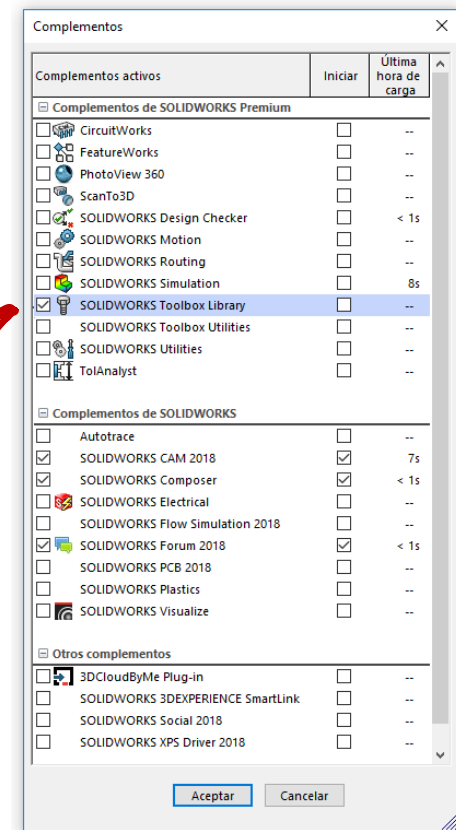 Complementos
Complementos activos Iniciar Última hora de carga
Complementos de SOLIDWORKS Premium
CircuitWorks --
FeatureWorks --
PhotoView 360 --
ScanTo3D --
SOLIDWORKS Design Checker < 1s
SOLIDWORKS Motion --
SOLIDWORKS Routing --
SOLIDWORKS Simulation 8s
SOLIDWORKS Toolbox Library --
SOLIDWORKS Toolbox Utilities --
SOLIDWORKS Utilities --
TolAnalyst --
Complementos de SOLIDWORKS
Autotrace --
SOLIDWORKS CAM 2018 7s
SOLIDWORKS Composer < 1s
SOLIDWORKS Electrical --
SOLIDWORKS Flow Simulation 2018 --
SOLIDWORKS Forum 2018 < 1s
SOLIDWORKS PCB 2018 --
SOLIDWORKS Plastics --
SOLIDWORKS Visualize --
Otros complementos
3DCloudByMe Plug-in --
SOLIDWORKS 3DEXPERIENCE SmartLink --
SOLIDWORKS Social 2018 --
SOLIDWORKS XPS Driver 2018 --
Aceptar Cancelar